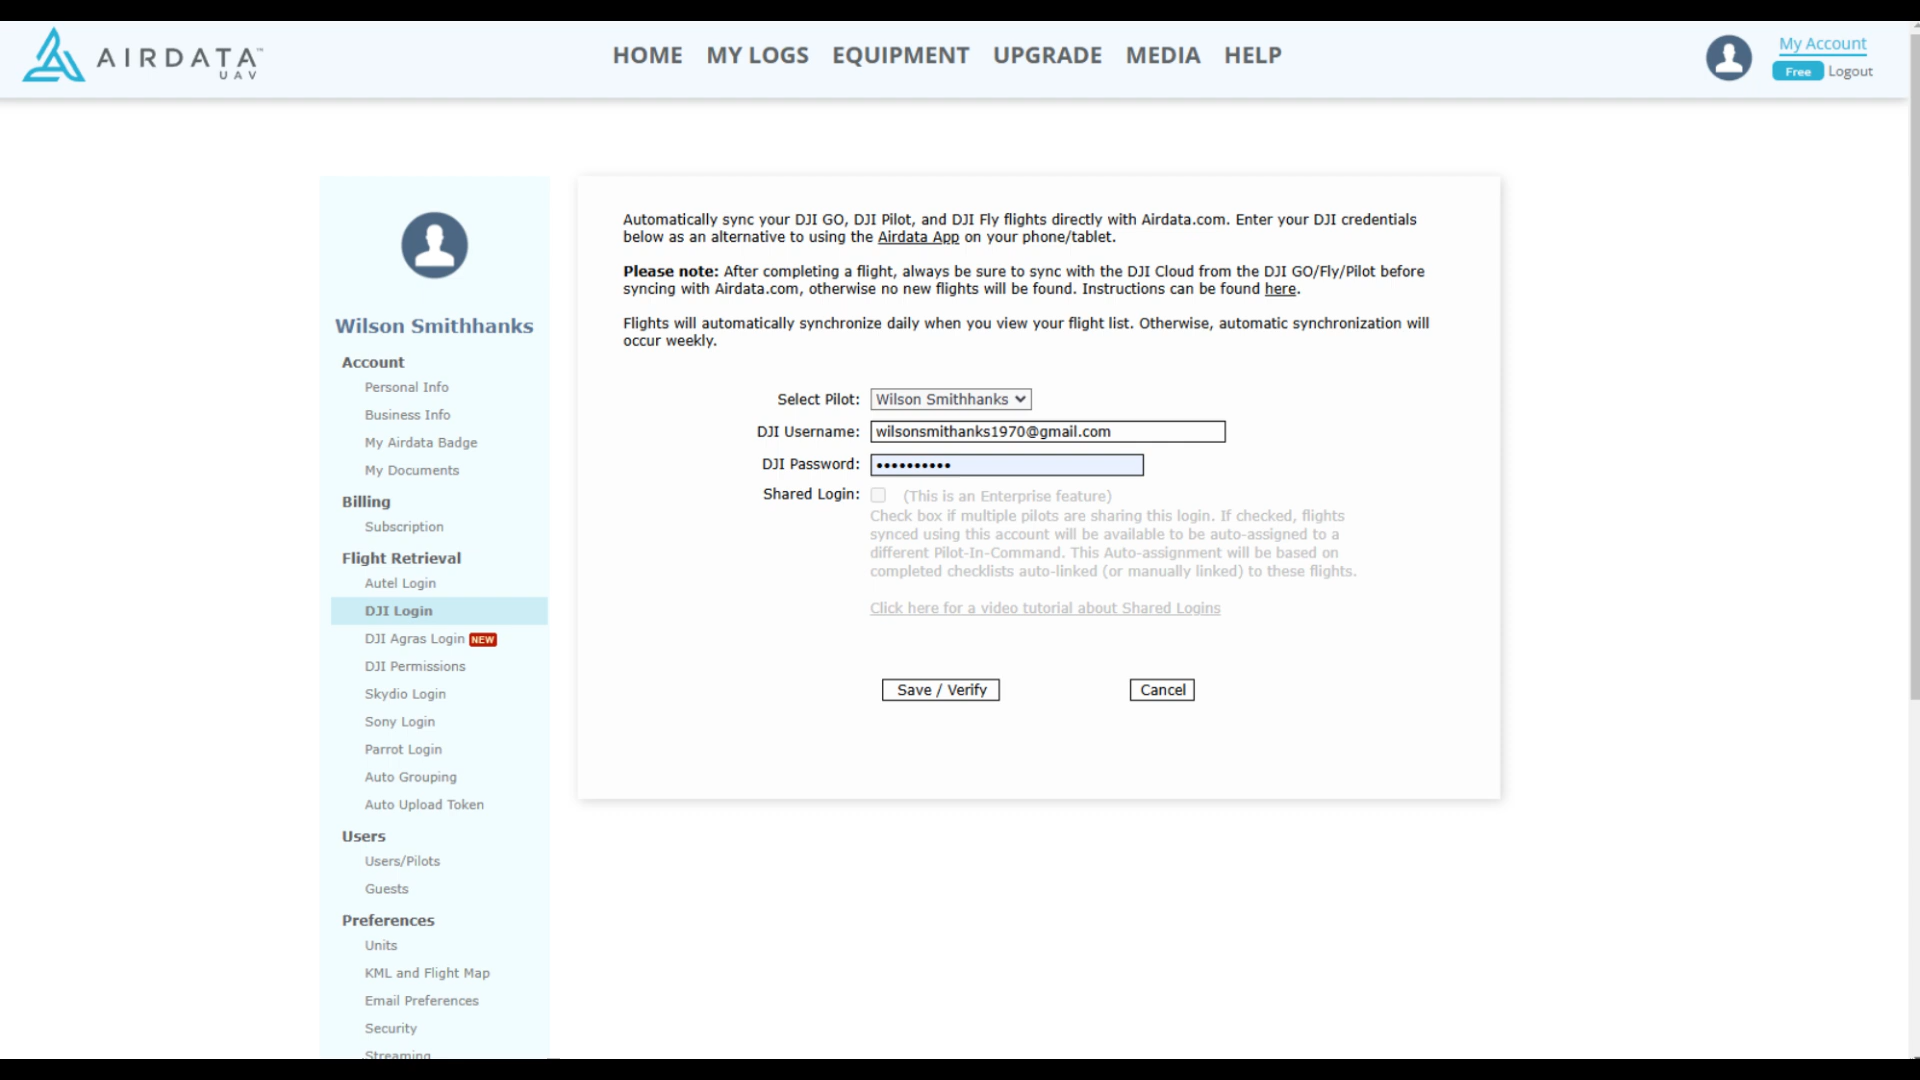 AIRDATA™
UAV
HOME MY LOGS EQUIPMENT UPGRADE MEDIA HELP
My Account
Free Logout
Wilson Smithhanks
Account
Personal Info
Business Info
My Airdata Badge
My Documents
Billing
Subscription
Flight Retrieval
Autel Login
DJI Login
DJI Agras Login NEW
DJI Permissions
Skydio Login
Sony Login
Parrot Login
Auto Grouping
Auto Upload Token
Users
Users/Pilots
Guests
Preferences
Units
KML and Flight Map
Email Preferences
Security
Streaming
Automatically sync your DJI GO, DJI Pilot, and DJI Fly flights directly with Airdata.com. Enter your DJI credentials
below as an alternative to using the Airdata App on your phone/tablet.
Please note: After completing a flight, always be sure to sync with the DJI Cloud from the DJI GO/Fly/Pilot before
syncing with Airdata.com, otherwise no new flights will be found. Instructions can be found here.
Flights will automatically synchronize daily when you view your flight list. Otherwise, automatic synchronization will
occur weekly.
Select Pilot: Wilson Smithhanks
DJI Username: wilsonsmithanks1970@gmail.com
DJI Password: ••••••••••
Shared Login: (This is an Enterprise feature)
Check box if multiple pilots are sharing this login. If checked, flights
synced using this account will be available to be auto-assigned to a
different Pilot-In-Command. This Auto-assignment will be based on
completed checklists auto-linked (or manually linked) to these flights.
Click here for a video tutorial about Shared Logins
Save / Verify Cancel